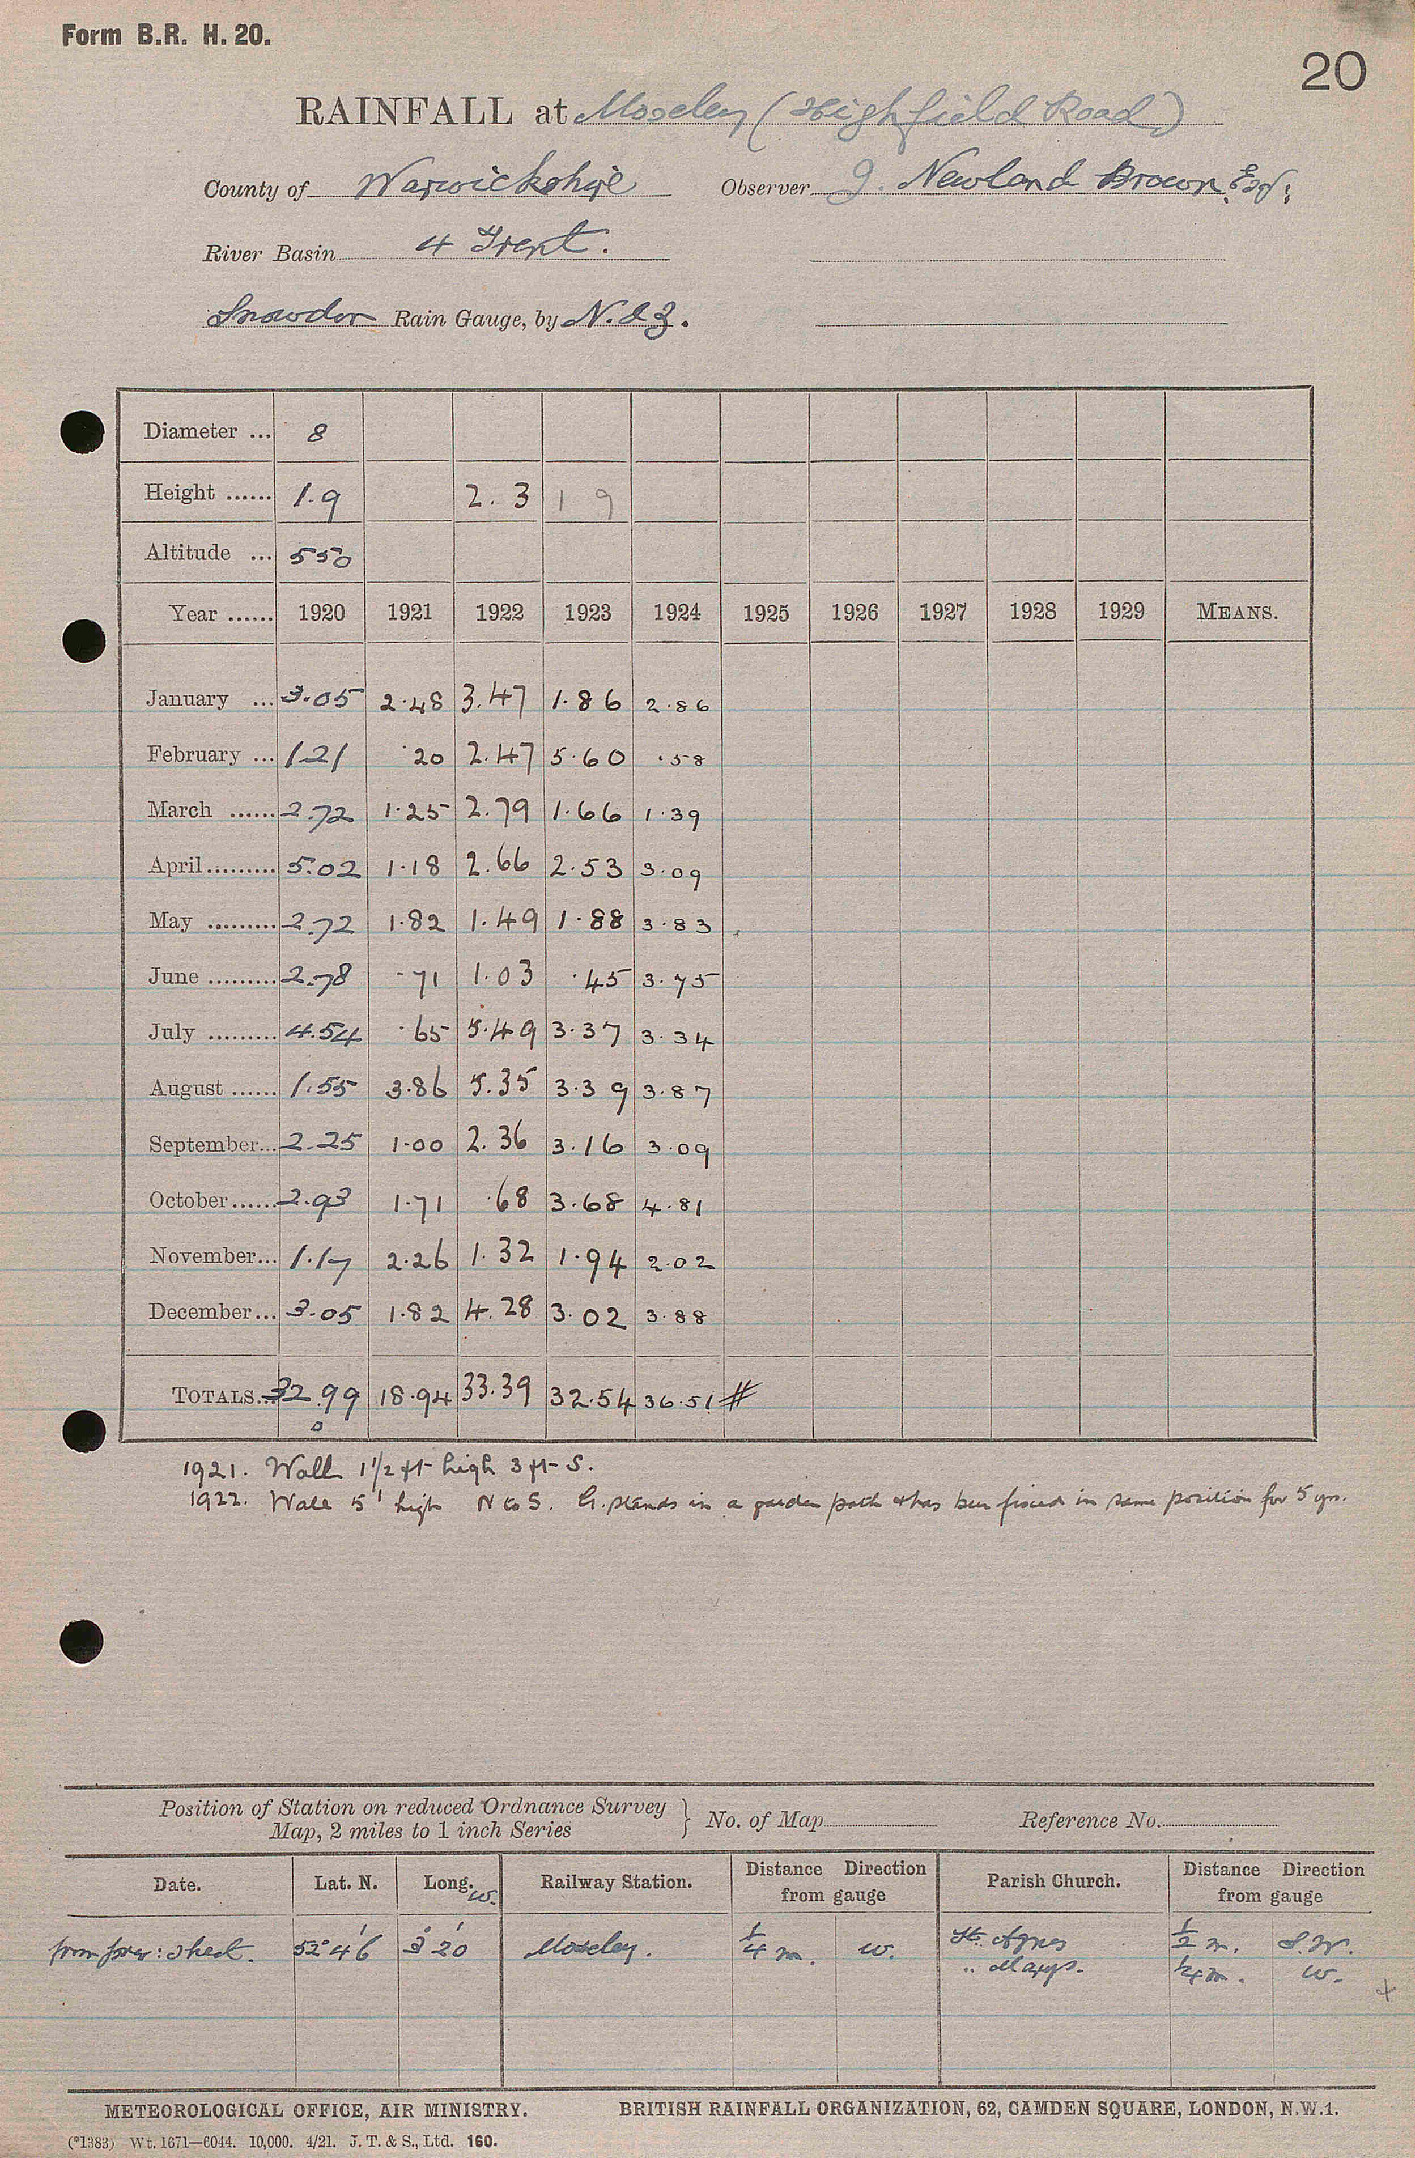 Form B.R. H. 20.
20
RAINFALL at Moseley (Highfield Road)
County of Warwickshire Observer J. Newland Brown, Esq;
River Basin 4 Trent.
Snowdon Rain Gauge, by N. & Z.
Diameter ... 8
Height ...... 1.9 2.3 1 9
Altitude ... 550
Year ...... 1920 1921 1922 1923 1924 1925 1926 1927 1928 1929 MEANS.
January ... 3.05 2.48 3.47 1.86 2.86
February ... 1.21 .20 2.47 5.60 .58
March ...... 2.72 1.25 2.79 1.66 1.39
April......... 5.02 1.18 2.66 2.53 3.09
May ......... 2.72 1.82 1.49 1.88 3.83
June ......... 2.78 .71 1.03 .45 3.75
July ......... 4.54 .65 5.49 3.37 3.34
August ...... 1.55 3.86 5.35 3.39 3.87
September... 2.25 1.00 2.36 3.16 3.09
October...... 2.93 1.71 .68 3.68 4.81
November... 1.17 2.26 1.32 1.94 2.02
December... 3.05 1.82 4.28 3.02 3.88
TOTALS... 32.99 18.94 33.39 32.54 36.51 #
0
1921. Wall 1 1/2 ft high 3 ft S.
1922. Wall 5' high N to S. G. stands in a garden path & has been fixed in same position for 5 yrs.
Position of Station on reduced Ordnance Survey
Map, 2 miles to 1 inch Series } No. of Map Reference No.
Date. Lat. N. Long. W. Railway Station. Distance Direction from gauge Parish Church. Distance Direction from gauge
from prev: sheet. 52° 46' 3° 20' Moseley. 1/4 m. W. St. Agnes 1/2 m. S.W.
,, Marys. 1/4 m. W.
+
METEOROLOGICAL OFFICE, AIR MINISTRY. BRITISH RAINFALL ORGANIZATION, 62, CAMDEN SQUARE, LONDON, N.W.1.
(*1383) Wt. 1671—6044. 10,000. 4/21. J. T. & S., Ltd. 160.